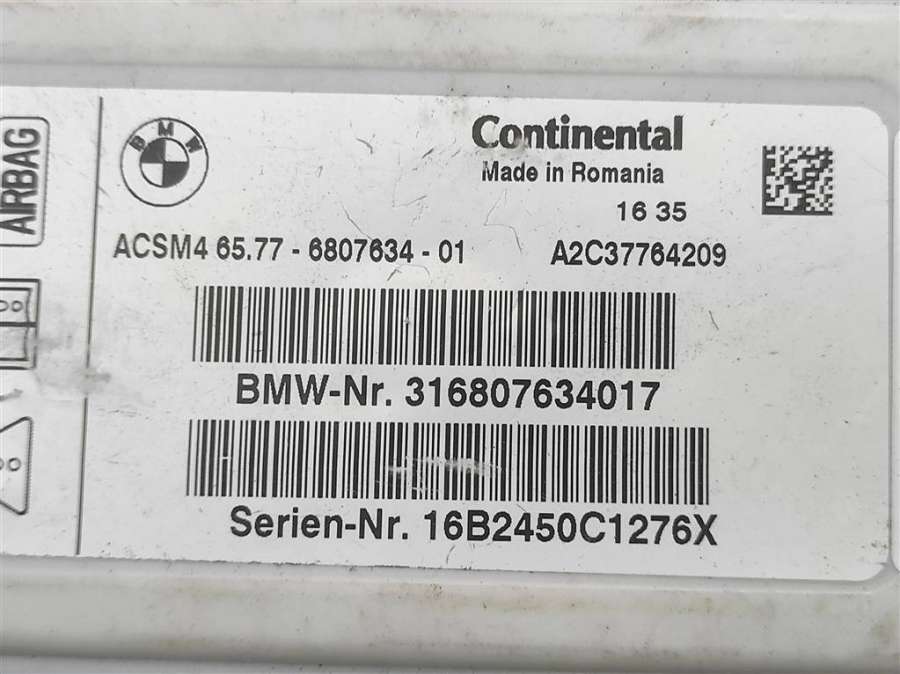 AIRBAG
BMW
Continental
Made in Romania
16 35
ACSM4 65.77 - 6807634 - 01 A2C37764209
BMW-Nr. 316807634017
Serien-Nr. 16B2450C1276X